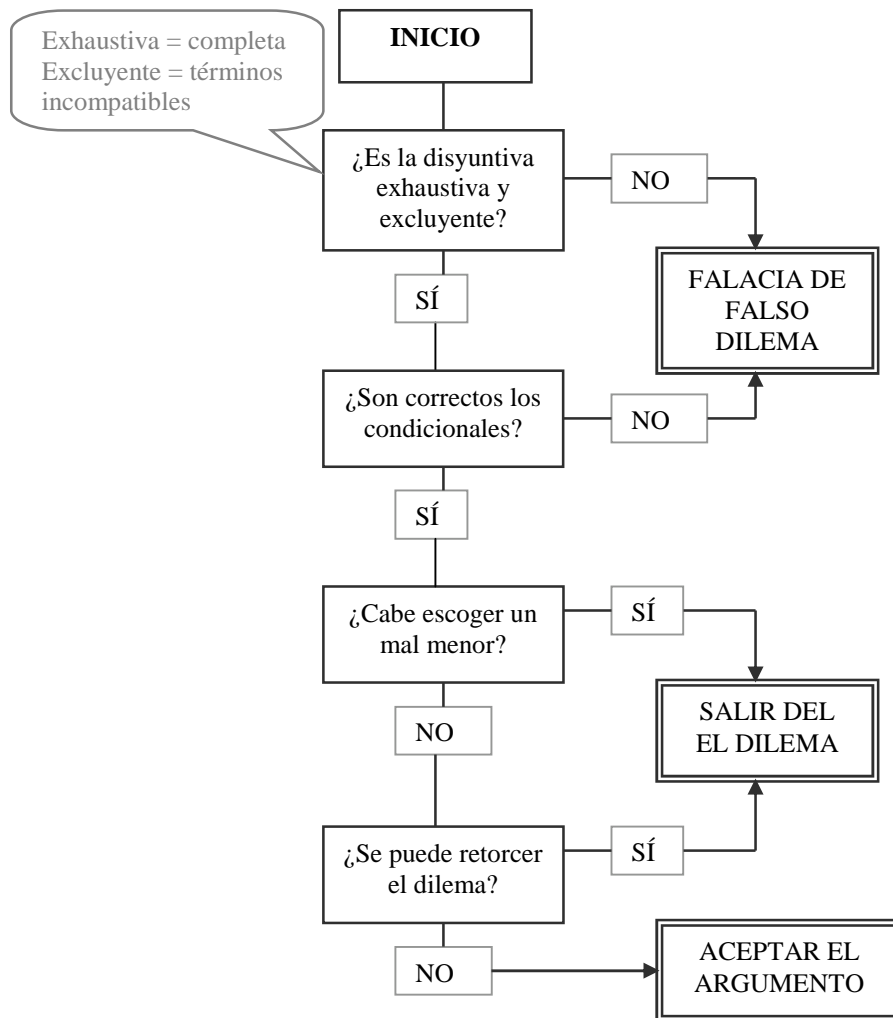 Exhaustiva = completa
Excluyente = términos
incompatibles
INICIO
¿Es la disyuntiva
exhaustiva y
excluyente?
NO
FALACIA DE
FALSO
DILEMA
SÍ
¿Son correctos los
condicionales?
NO
SÍ
¿Cabe escoger un
mal menor?
SÍ
SALIR DEL
EL DILEMA
NO
¿Se puede retorcer
el dilema?
SÍ
NO
ACEPTAR EL
ARGUMENTO